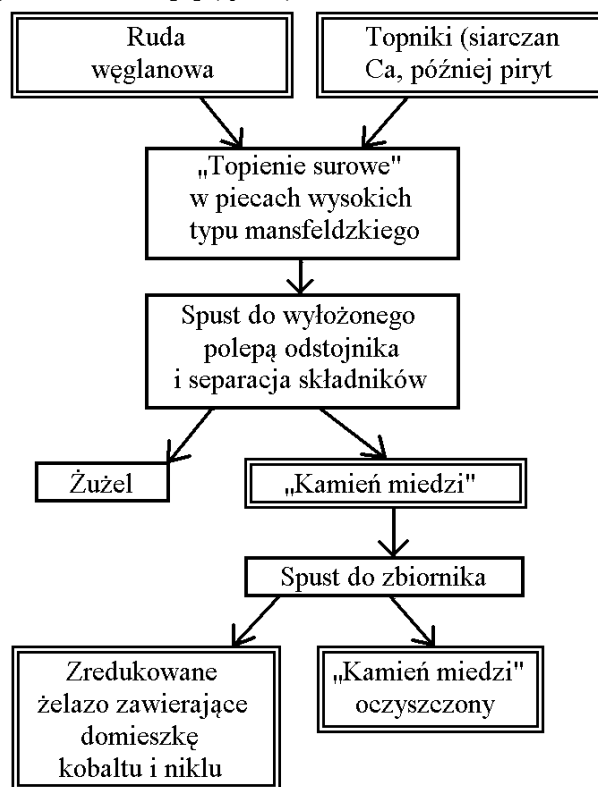 Ruda
węglanowa
Topniki (siarczan
Ca, później piryt
„Topienie surowe"
w piecach wysokich
typu mansfeldzkiego
Spust do wyłożonego
polepą odstojnika
i separacja składników
Żużel
„Kamień miedzi"
Spust do zbiornika
Zredukowane
żelazo zawierające
domieszkę
kobaltu i niklu
„Kamień miedzi"
oczyszczony